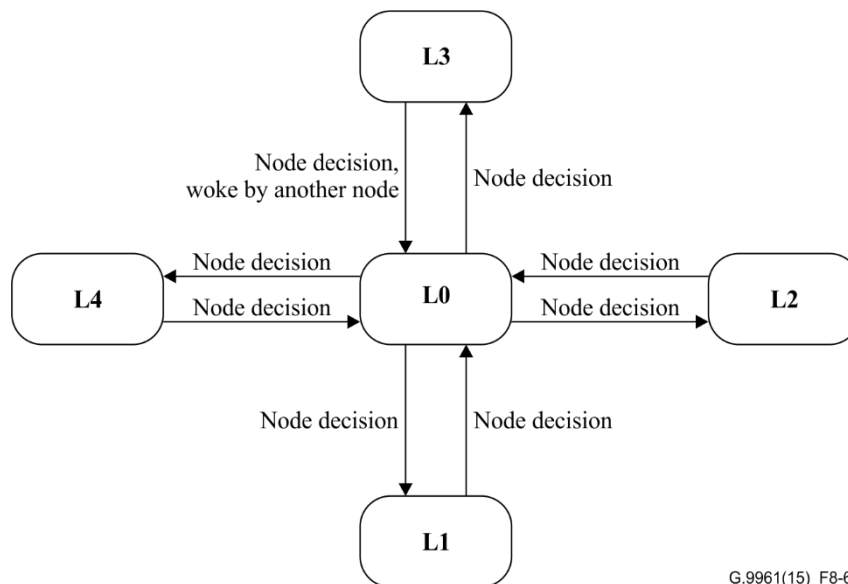 L3
Node decision,
woke by another node
Node decision
Node decision
Node decision
L4
L0
L2
Node decision
Node decision
Node decision
Node decision
L1
G.9961(15)_F8-6